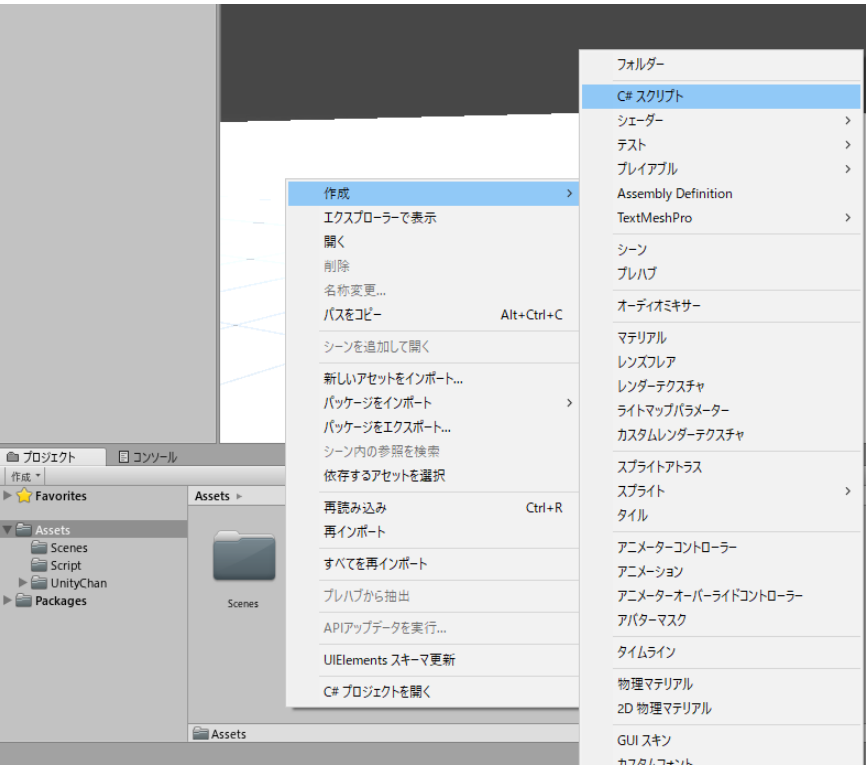 プロジェクト
コンソール
作成
Favorites
Assets
Scenes
Script
UnityChan
Packages
Assets
Scenes
Assets
作成
エクスプローラーで表示
開く
削除
名称変更...
パスをコピー Alt+Ctrl+C
シーンを追加して開く
新しいアセットをインポート...
パッケージをインポート
パッケージをエクスポート...
シーン内の参照を検索
依存するアセットを選択
再読み込み Ctrl+R
再インポート
すべてを再インポート
プレハブから抽出
APIアップデータを実行...
UIElements スキーマ更新
C# プロジェクトを開く
フォルダー
C# スクリプト
シェーダー
テスト
プレイアブル
Assembly Definition
TextMeshPro
シーン
プレハブ
オーディオミキサー
マテリアル
レンズフレア
レンダーテクスチャ
ライトマップパラメーター
カスタムレンダーテクスチャ
スプライトアトラス
スプライト
タイル
アニメーターコントローラー
アニメーション
アニメーターオーバーライドコントローラー
アバターマスク
タイムライン
物理マテリアル
2D 物理マテリアル
GUI スキン
カスタムフォント